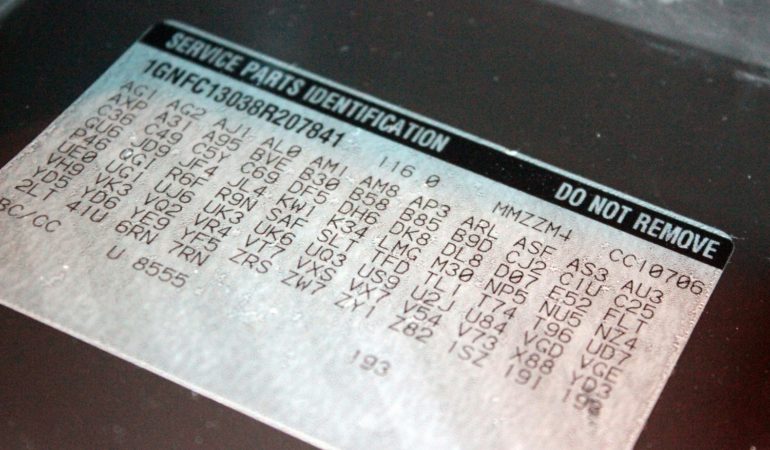 SERVICE PARTS IDENTIFICATION DO NOT REMOVE
1GNFC13038R207841 116.0 MMZZM4 CC10706
AG1 AG2 AJ1 AL0 AM1 AM8 AP3 ARL ASF AS3 AU3
AXP A31 A95 BVE B30 B58 B85 B9D CJ2 C1U C25
C36 C49 C5Y C69 DF5 DH6 DK8 DL8 D07 E52 FLT
GU6 JD9 JF4 JL4 KW1 K34 LMG M30 NP5 NU5 NZ4
P46 QG1 R6F R9N SAF SLT TFD TL1 T74 T96 UD7
UE0 UG1 UJ6 UK3 UK6 UQ3 US9 U2J U84 VGD VGE
VH9 VK3 VQ2 VR4 VT7 VXS VX7 V54 V73 X88 YD3
YD5 YD6 YE9 YF5 ZRS ZW7 ZY1 Z82 1SZ 19I 193
2LT 4IU 6RN 7RN 193
BC/CC U 8555